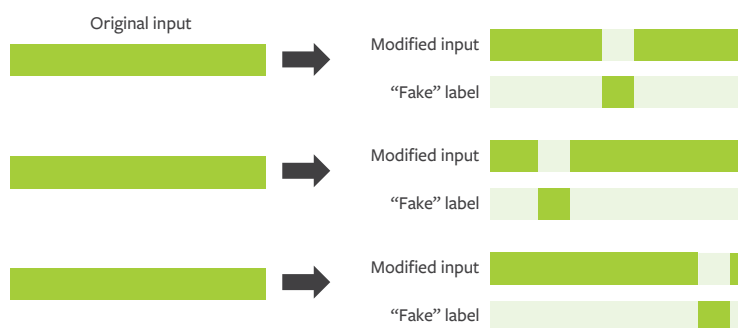 Original input
Modified input
“Fake” label
Modified input
“Fake” label
Modified input
“Fake” label